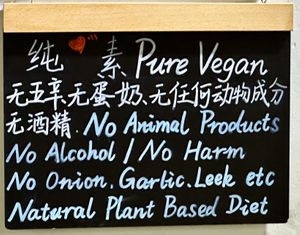 纯 素 Pure Vegan
无五辛、无蛋奶、无任何动物成分
无酒精. No Animal Products
No Alcohol / No Harm
No Onion, Garlic, Leek etc
Natural Plant Based Diet